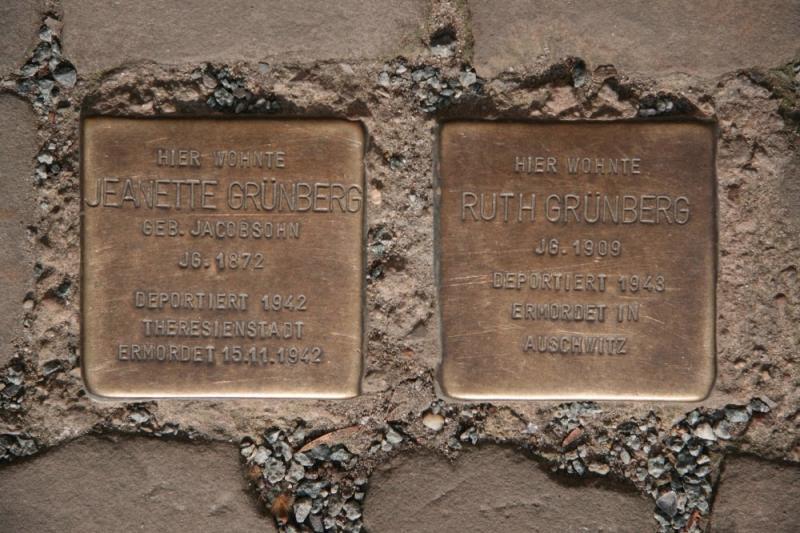 HIER WOHNTE
JEANETTE GRÜNBERG
GEB. JACOBSOHN
JG. 1872
DEPORTIERT 1942
THERESIENSTADT
ERMORDET 15.11.1942
HIER WOHNTE
RUTH GRÜNBERG
JG. 1909
DEPORTIERT 1943
ERMORDET IN
AUSCHWITZ